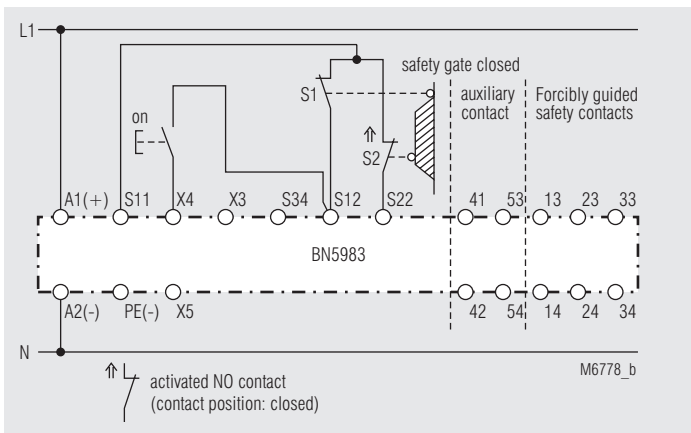 L1
safety gate closed
S1
auxiliary
contact
Forcibly guided
safety contacts
on
⇑
S2
A1(+) S11 X4 X3 S34 S12 S22 41 53 13 23 33
BN5983
A2(-) PE(-) X5 42 54 14 24 34
N
M6778_b
⇑ activated NO contact
(contact position: closed)